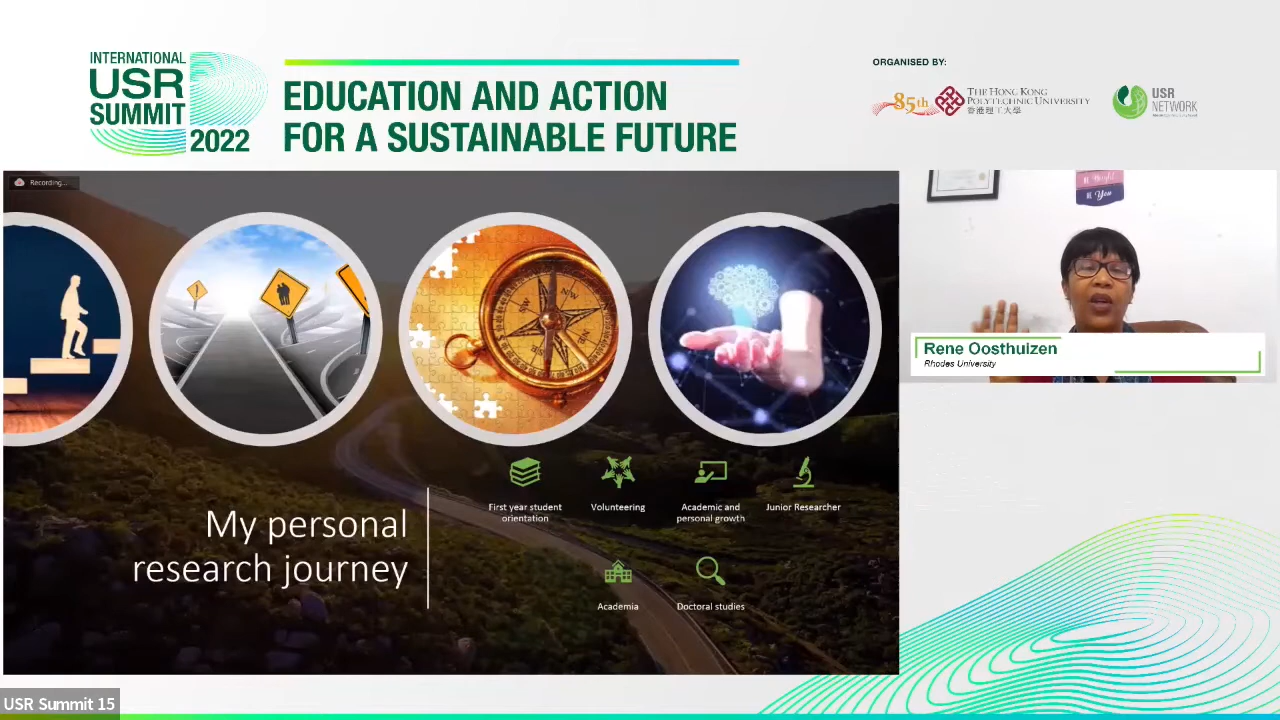 INTERNATIONAL
USR
SUMMIT
2022
EDUCATION AND ACTION
FOR A SUSTAINABLE FUTURE
ORGANISED BY:
85th
THE HONG KONG
POLYTECHNIC UNIVERSITY
香港理工大學
USR
NETWORK
Recording...
My personal
research journey
First year student
orientation
Volunteering
Academic and
personal growth
Junior Researcher
Academia
Doctoral studies
Be You
Rene Oosthuizen
Rhodes University
USR Summit 15